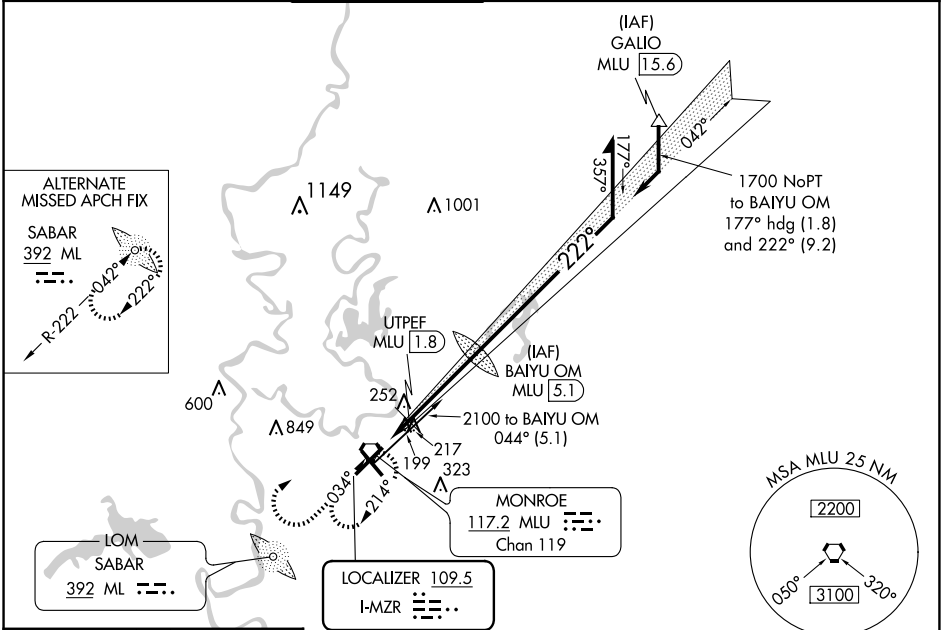 (IAF)
GALIO
MLU 15.6
042°
177°
357°
1700 NoPT
to BAIYU OM
177° hdg (1.8)
and 222° (9.2)
ALTERNATE
MISSED APCH FIX
SABAR
392 ML
042°
222°
R-222
1149
1001
222°
UTPEF
MLU 1.8
(IAF)
BAIYU OM
MLU 5.1
252
2100 to BAIYU OM
044° (5.1)
217
199
600
849
323
034°
214°
MONROE
117.2 MLU
Chan 119
LOM
SABAR
392 ML
LOCALIZER 109.5
I-MZR
MSA MLU 25 NM
2200
050°
320°
3100